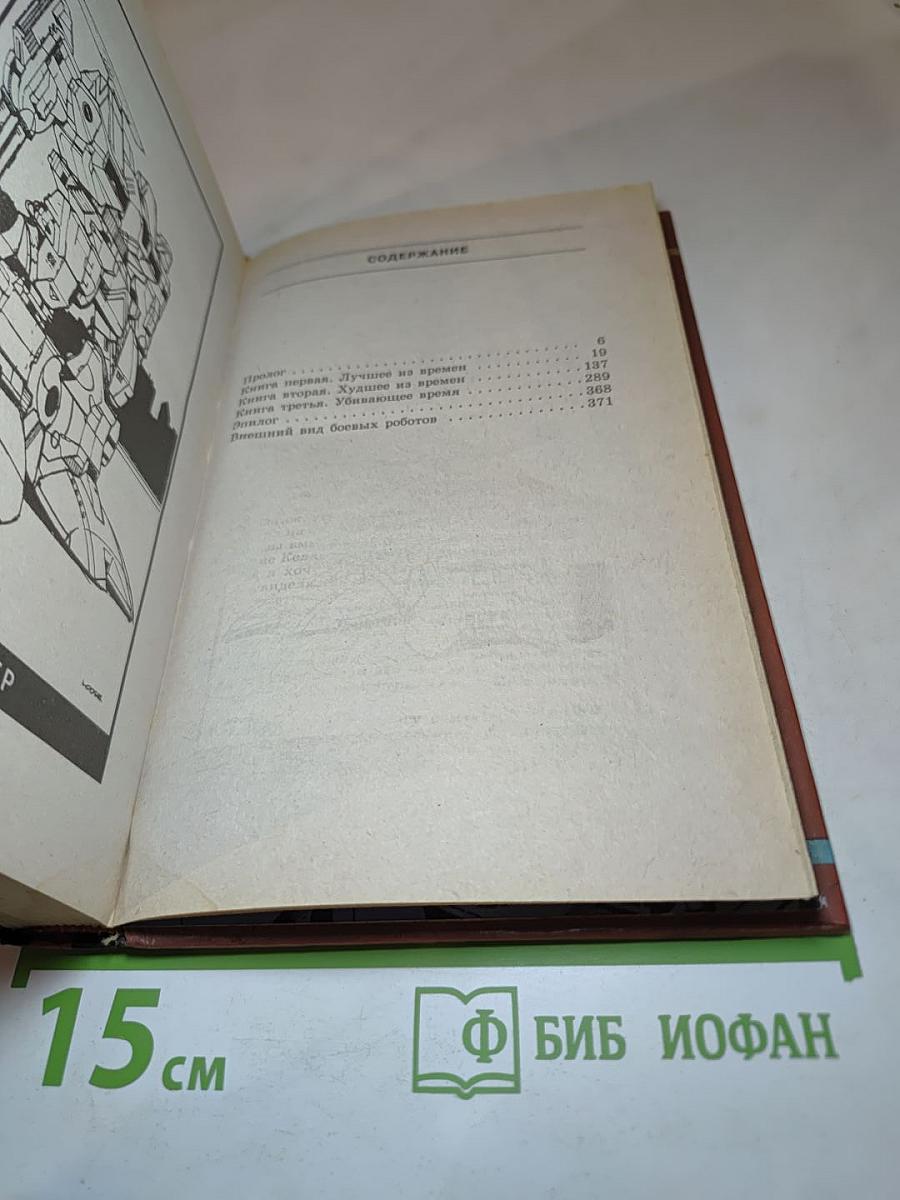 СОДЕРЖАНИЕ
Пролог . . . . . . . . . . . . . . . . . . . . . . . . . . . . . . 6
Книга первая. Лучшее из времен . . . . . . . . . . . 19
Книга вторая. Худшее из времен . . . . . . . . . . . 137
Книга третья. Убивающее время . . . . . . . . . . . . 289
Эпилог . . . . . . . . . . . . . . . . . . . . . . . . . . . . . 368
Внешний вид боевых роботов . . . . . . . . . . . . . . 371
15 см
Ф БИБ ИОФАН